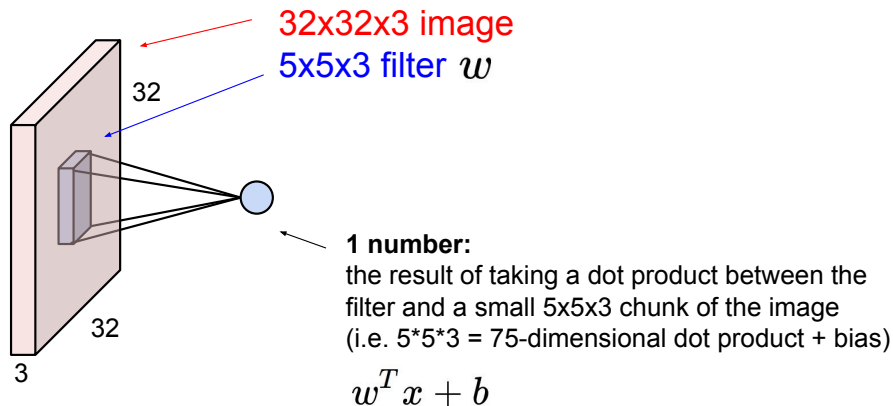 32x32x3 image
5x5x3 filter w
32
1 number:
the result of taking a dot product between the
filter and a small 5x5x3 chunk of the image
(i.e. 5*5*3 = 75-dimensional dot product + bias)
32
3
w^T x + b